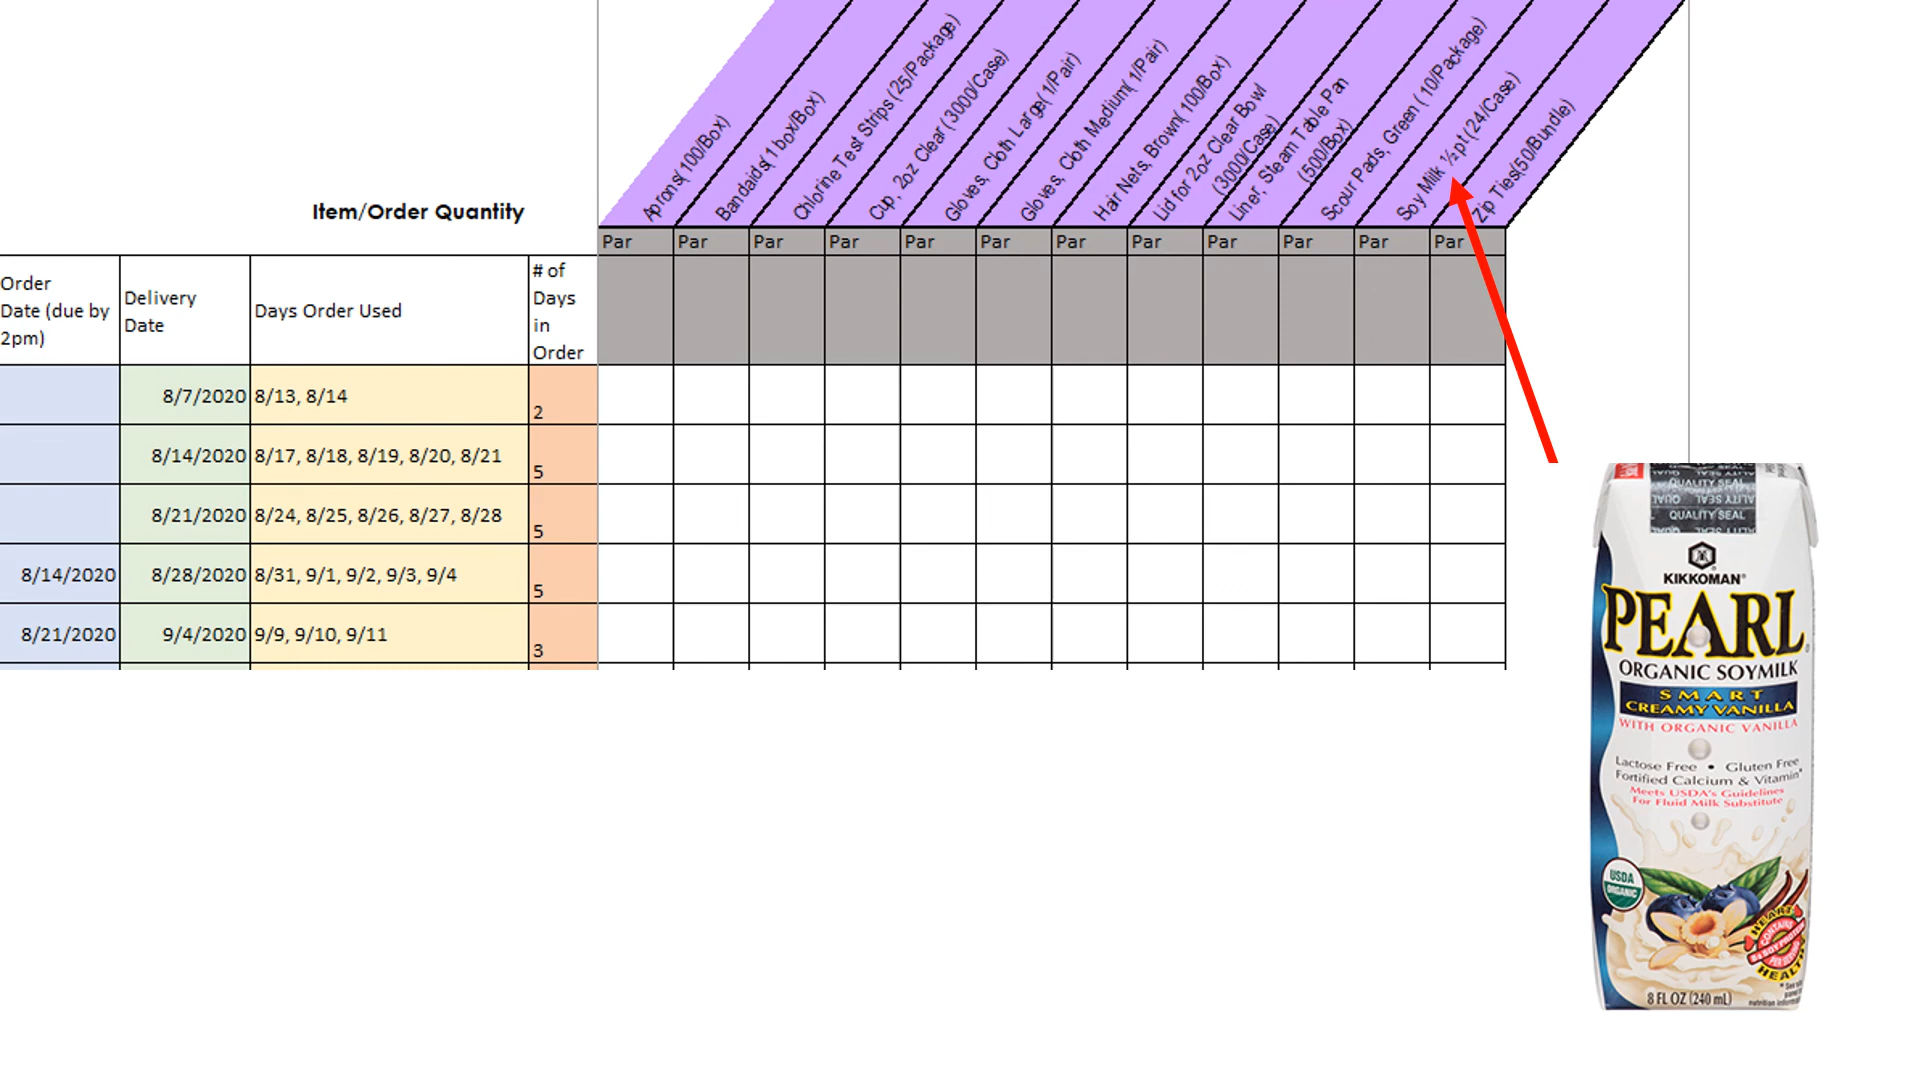 Aprons(100/Box)
Bandaids(1 box/Box)
Chlorine Test Strips (25/Package)
Cup, 2oz Clear (3000/Case)
Gloves, Cloth Large(1/Pair)
Gloves, Cloth Medium(1/Pair)
Hair Nets, Brown(100/Box)
Lid for 2oz Clear Bowl
(3000/Case)
Liner, Steam Table Pan
(500/Box)
Scour Pads, Green (10/Package)
Soy Milk ½pt (24/Case)
Zip Ties(50/Bundle)
Item/Order Quantity
Par Par Par Par Par Par Par Par Par Par Par Par
Order
Date (due by
2pm)
Delivery
Date
Days Order Used
# of
Days
in
Order
8/7/2020 8/13, 8/14 2
8/14/2020 8/17, 8/18, 8/19, 8/20, 8/21 5
8/21/2020 8/24, 8/25, 8/26, 8/27, 8/28 5
8/14/2020 8/28/2020 8/31, 9/1, 9/2, 9/3, 9/4 5
8/21/2020 9/4/2020 9/9, 9/10, 9/11 3
QUALITY SEAL
QUALITY SEAL
KIKKOMAN®
PEARL®
ORGANIC SOYMILK
SMART
CREAMY VANILLA
WITH ORGANIC VANILLA
Lactose Free • Gluten Free
Fortified Calcium & Vitamin*
Meets USDA's Guidelines
For Fluid Milk Substitute
USDA
ORGANIC
HEART
CONTAINS
HEALTH
8 FL OZ (240 mL)